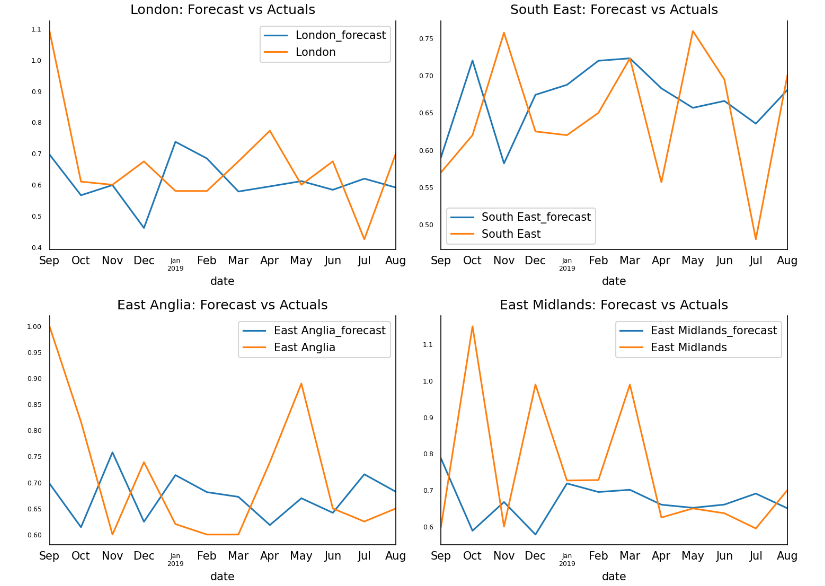 London: Forecast vs Actuals
1.1
1.0
0.9
0.8
0.7
0.6
0.5
0.4
London_forecast
London
Sep Oct Nov Dec Jan Feb Mar Apr May Jun Jul Aug
2019
date
South East: Forecast vs Actuals
0.75
0.70
0.65
0.60
0.55
0.50
South East_forecast
South East
Sep Oct Nov Dec Jan Feb Mar Apr May Jun Jul Aug
2019
date
East Anglia: Forecast vs Actuals
1.00
0.95
0.90
0.85
0.80
0.75
0.70
0.65
0.60
East Anglia_forecast
East Anglia
Sep Oct Nov Dec Jan Feb Mar Apr May Jun Jul Aug
2019
date
East Midlands: Forecast vs Actuals
1.1
1.0
0.9
0.8
0.7
0.6
East Midlands_forecast
East Midlands
Sep Oct Nov Dec Jan Feb Mar Apr May Jun Jul Aug
2019
date